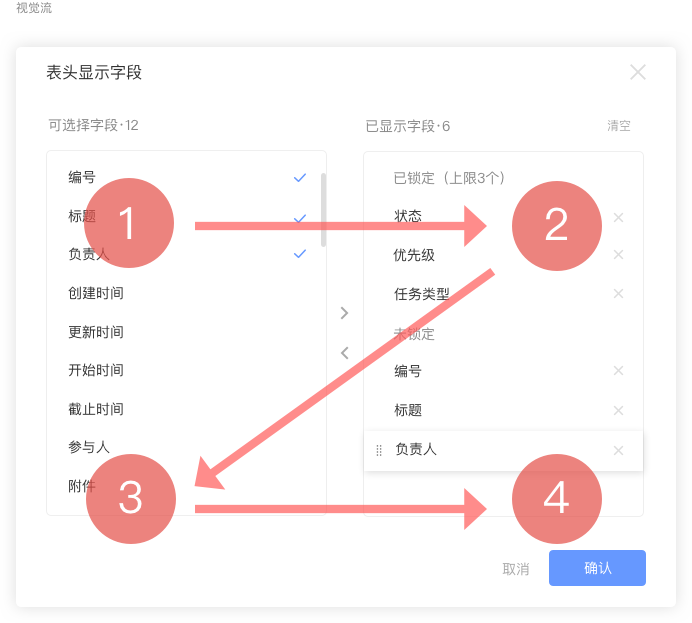 视觉流
表头显示字段
可选择字段·12
编号
标题
负责人
创建时间
更新时间
开始时间
截止时间
参与人
附件
已显示字段·6
清空
已锁定（上限3个）
状态
优先级
任务类型
未锁定
编号
标题
负责人
1
2
3
4
取消
确认